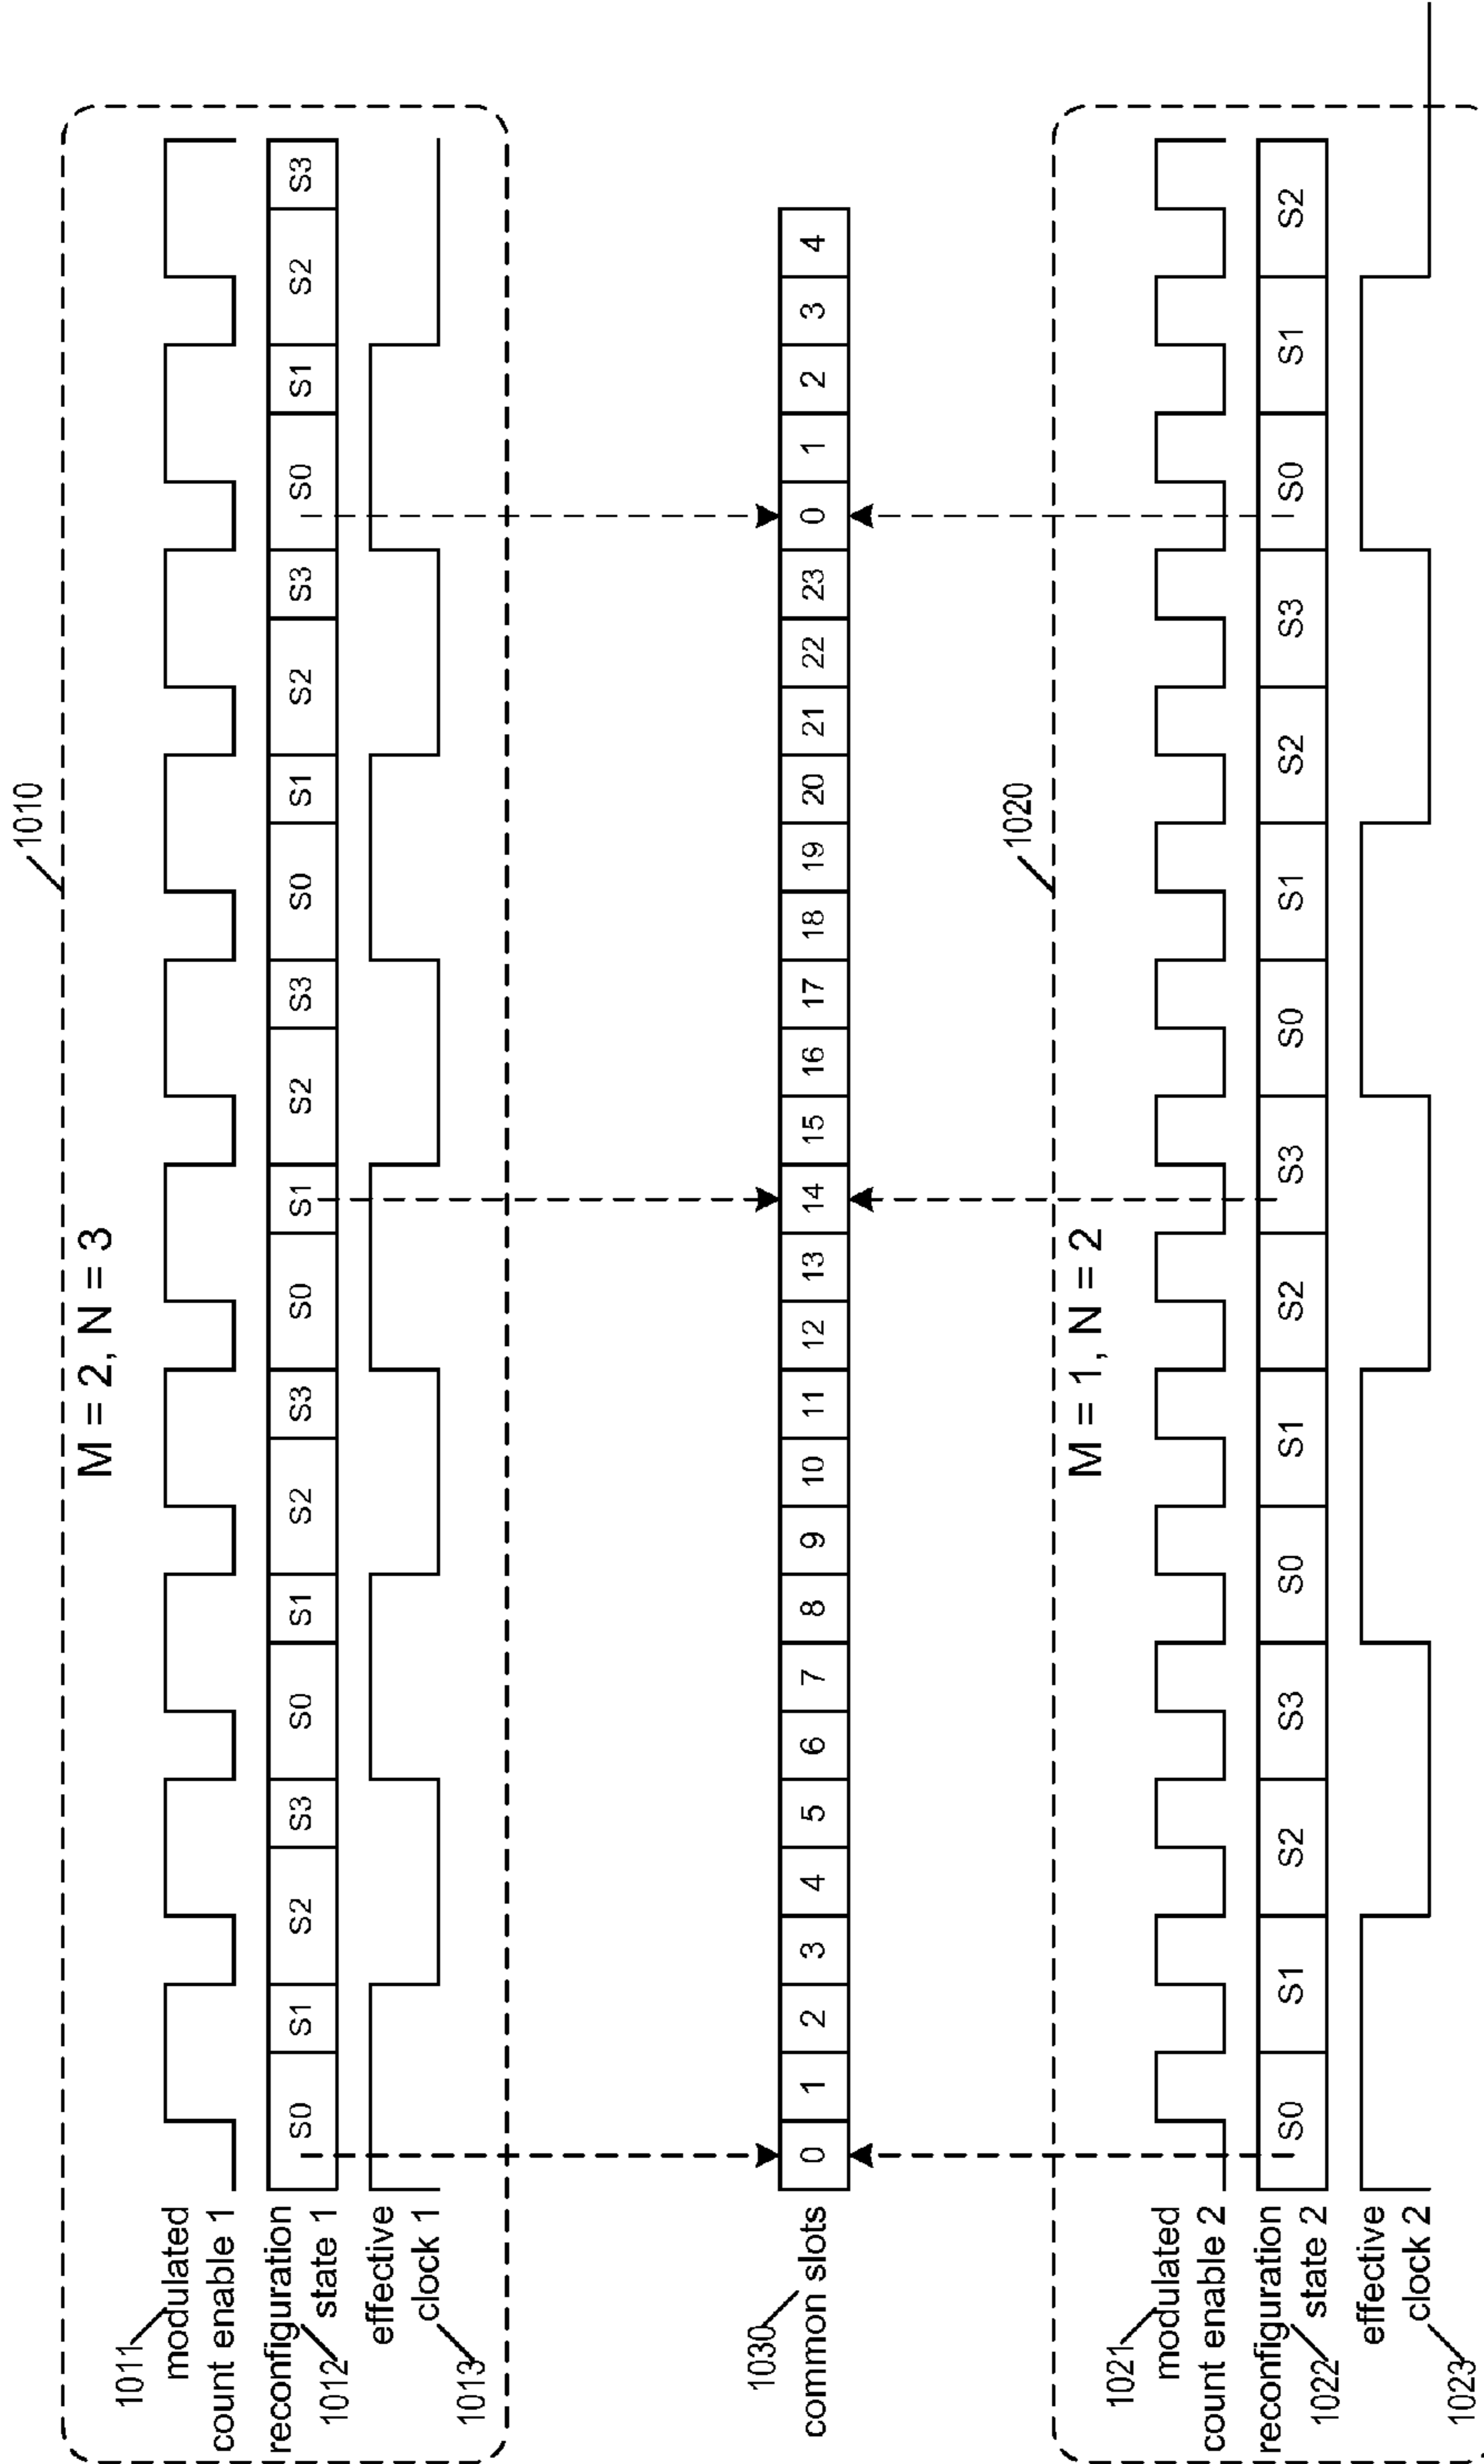 1010
M = 2, N = 3
1011
modulated
count enable 1
reconfiguration
state 1
1012
S0 S1 S2 S3 S0 S1 S2 S3 S0 S1 S2 S3 S0 S1 S2 S3 S0 S1 S2 S3
effective
clock 1
1013
1030
common slots
0 1 2 3 4 5 6 7 8 9 10 11 12 13 14 15 16 17 18 19 20 21 22 23 0 1 2 3 4
1020
M = 1, N = 2
1021
modulated
count enable 2
reconfiguration
state 2
1022
S0 S1 S2 S3 S0 S1 S2 S3 S0 S1 S2 S3 S0 S1 S2
effective
clock 2
1023